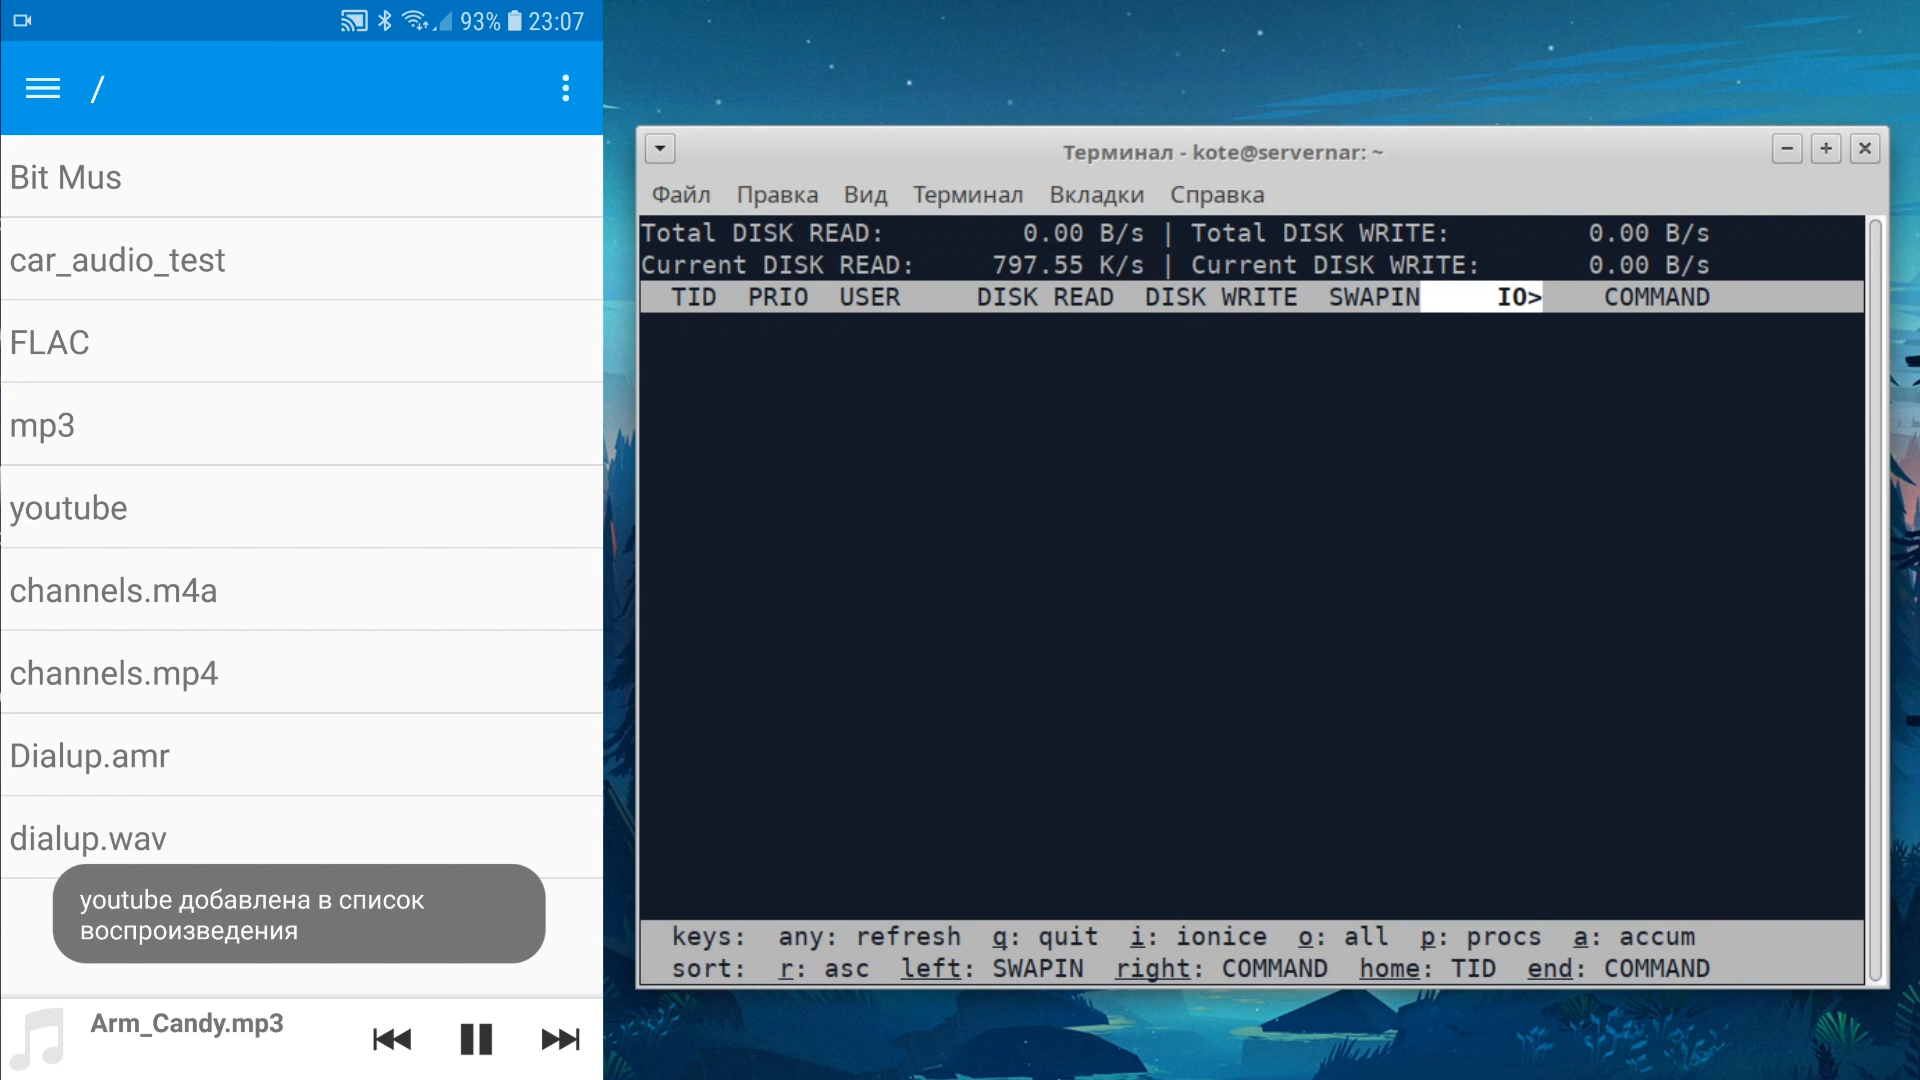 93% 23:07
/
Bit Mus
car_audio_test
FLAC
mp3
youtube
channels.m4a
channels.mp4
Dialup.amr
dialup.wav
youtube добавлена в список
воспроизведения
Arm_Candy.mp3
Терминал - kote@servernar: ~
Файл Правка Вид Терминал Вкладки Справка
Total DISK READ: 0.00 B/s | Total DISK WRITE: 0.00 B/s
Current DISK READ: 797.55 K/s | Current DISK WRITE: 0.00 B/s
TID PRIO USER DISK READ DISK WRITE SWAPIN IO> COMMAND
keys: any: refresh q: quit i: ionice o: all p: procs a: accum
sort: r: asc left: SWAPIN right: COMMAND home: TID end: COMMAND